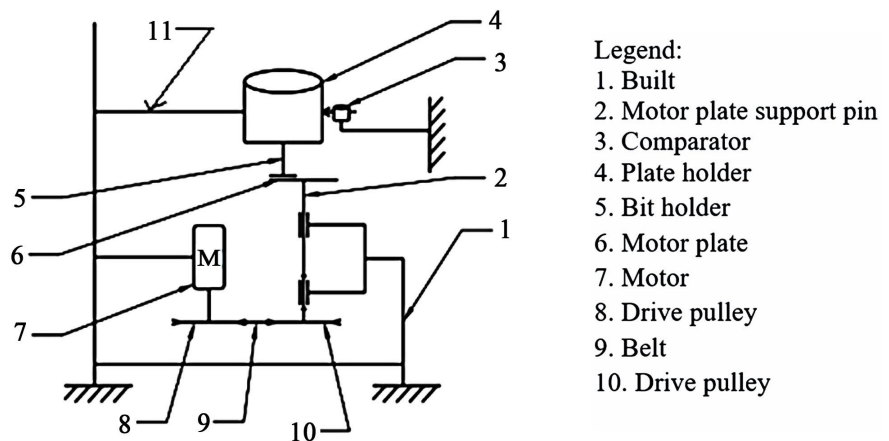 11
4
3
5
2
6
1
M
7
8
9
10
Legend:
1. Built
2. Motor plate support pin
3. Comparator
4. Plate holder
5. Bit holder
6. Motor plate
7. Motor
8. Drive pulley
9. Belt
10. Drive pulley